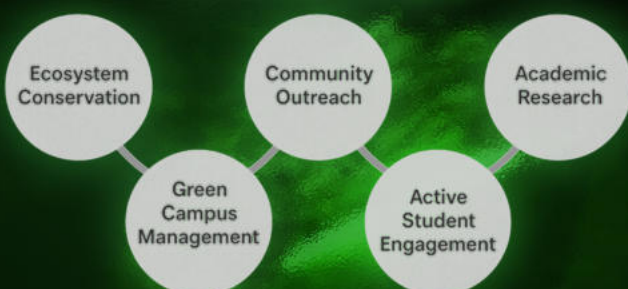 Ecosystem
Conservation
Green
Campus
Management
Community
Outreach
Active
Student
Engagement
Academic
Research